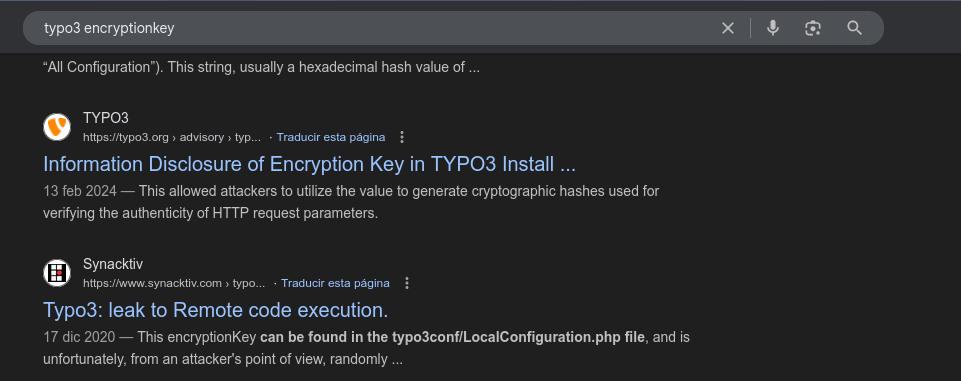 typo3 encryptionkey
“All Configuration”). This string, usually a hexadecimal hash value of ...
TYPO3
https://typo3.org › advisory › typ... · Traducir esta página
Information Disclosure of Encryption Key in TYPO3 Install ...
13 feb 2024 — This allowed attackers to utilize the value to generate cryptographic hashes used for
verifying the authenticity of HTTP request parameters.
Synacktiv
https://www.synacktiv.com › typo... · Traducir esta página
Typo3: leak to Remote code execution.
17 dic 2020 — This encryptionKey can be found in the typo3conf/LocalConfiguration.php file, and is
unfortunately, from an attacker's point of view, randomly ...